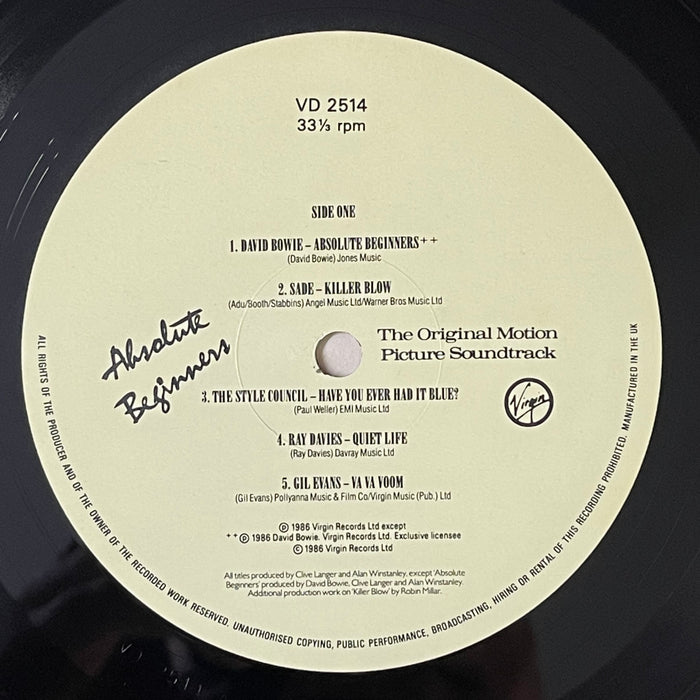 VD 2514
33⅓ rpm
SIDE ONE
1. DAVID BOWIE – ABSOLUTE BEGINNERS++
(David Bowie) Jones Music
2. SADE – KILLER BLOW
(Adu/Booth/Stabbins) Angel Music Ltd/Warner Bros Music Ltd
Absolute
Beginners
The Original Motion
Picture Soundtrack
3. THE STYLE COUNCIL – HAVE YOU EVER HAD IT BLUE?
(Paul Weller) EMI Music Ltd
Virgin
4. RAY DAVIES – QUIET LIFE
(Ray Davies) Davray Music Ltd
5. GIL EVANS – VA VA VOOM
(Gil Evans) Pollyanna Music & Film Co/Virgin Music (Pub.) Ltd
℗ 1986 Virgin Records Ltd except
++℗ 1986 David Bowie. Virgin Records Ltd. Exclusive licensee
© 1986 Virgin Records Ltd
All titles produced by Clive Langer and Alan Winstanley, except 'Absolute
Beginners' produced by David Bowie, Clive Langer and Alan Winstanley.
Additional production work on 'Killer Blow' by Robin Millar.
ALL RIGHTS OF THE PRODUCER AND OF THE OWNER OF THE RECORDED WORK RESERVED. UNAUTHORISED COPYING, PUBLIC PERFORMANCE, BROADCASTING, HIRING OR RENTAL OF THIS RECORDING PROHIBITED. MANUFACTURED IN THE UK